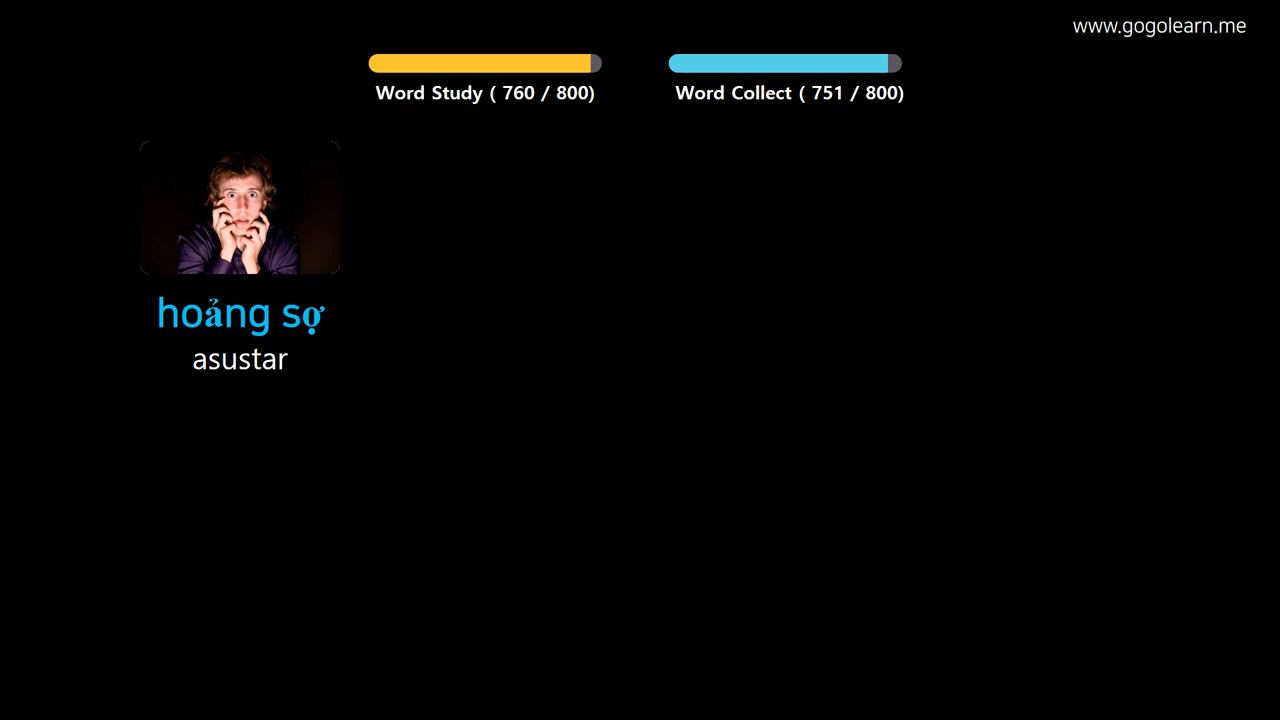 www.gogolearn.me
Word Study ( 760 / 800)
Word Collect ( 751 / 800)
hoảng sợ
asustar